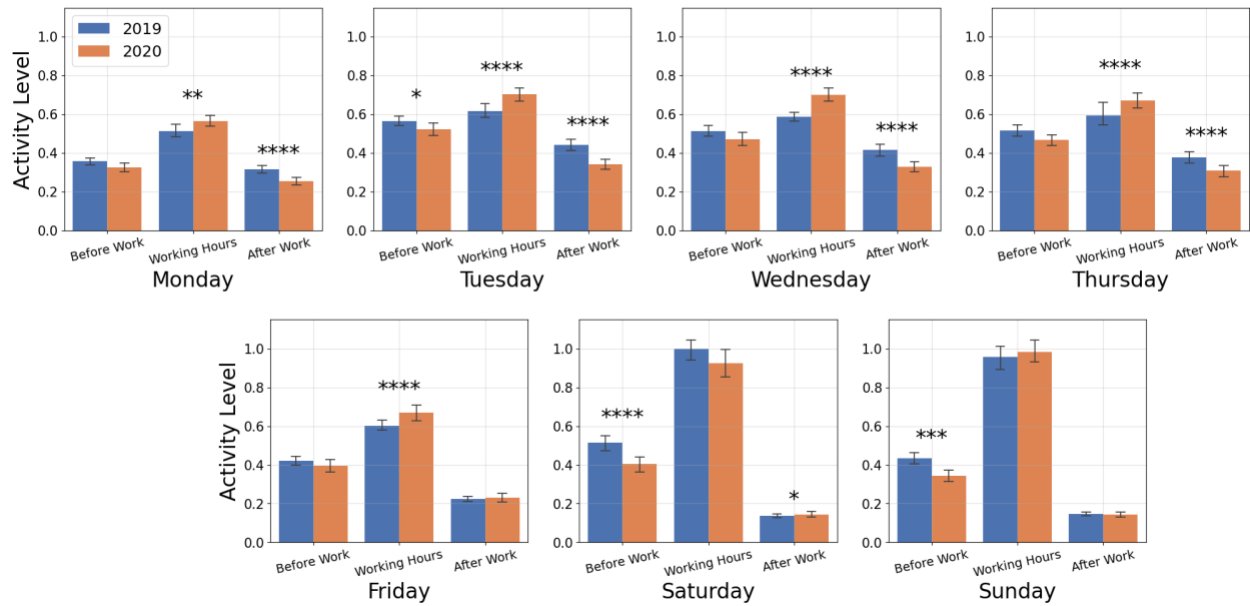 Activity Level
1.0
0.8
0.6
0.4
0.2
0.0
2019
2020
**
****
Before Work
Working Hours
After Work
Monday
1.0
0.8
0.6
0.4
0.2
0.0
*
****
****
Before Work
Working Hours
After Work
Tuesday
1.0
0.8
0.6
0.4
0.2
0.0
****
****
Before Work
Working Hours
After Work
Wednesday
1.0
0.8
0.6
0.4
0.2
0.0
****
****
Before Work
Working Hours
After Work
Thursday
Activity Level
1.0
0.8
0.6
0.4
0.2
0.0
****
Before Work
Working Hours
After Work
Friday
1.0
0.8
0.6
0.4
0.2
0.0
****
*
Before Work
Working Hours
After Work
Saturday
1.0
0.8
0.6
0.4
0.2
0.0
***
Before Work
Working Hours
After Work
Sunday